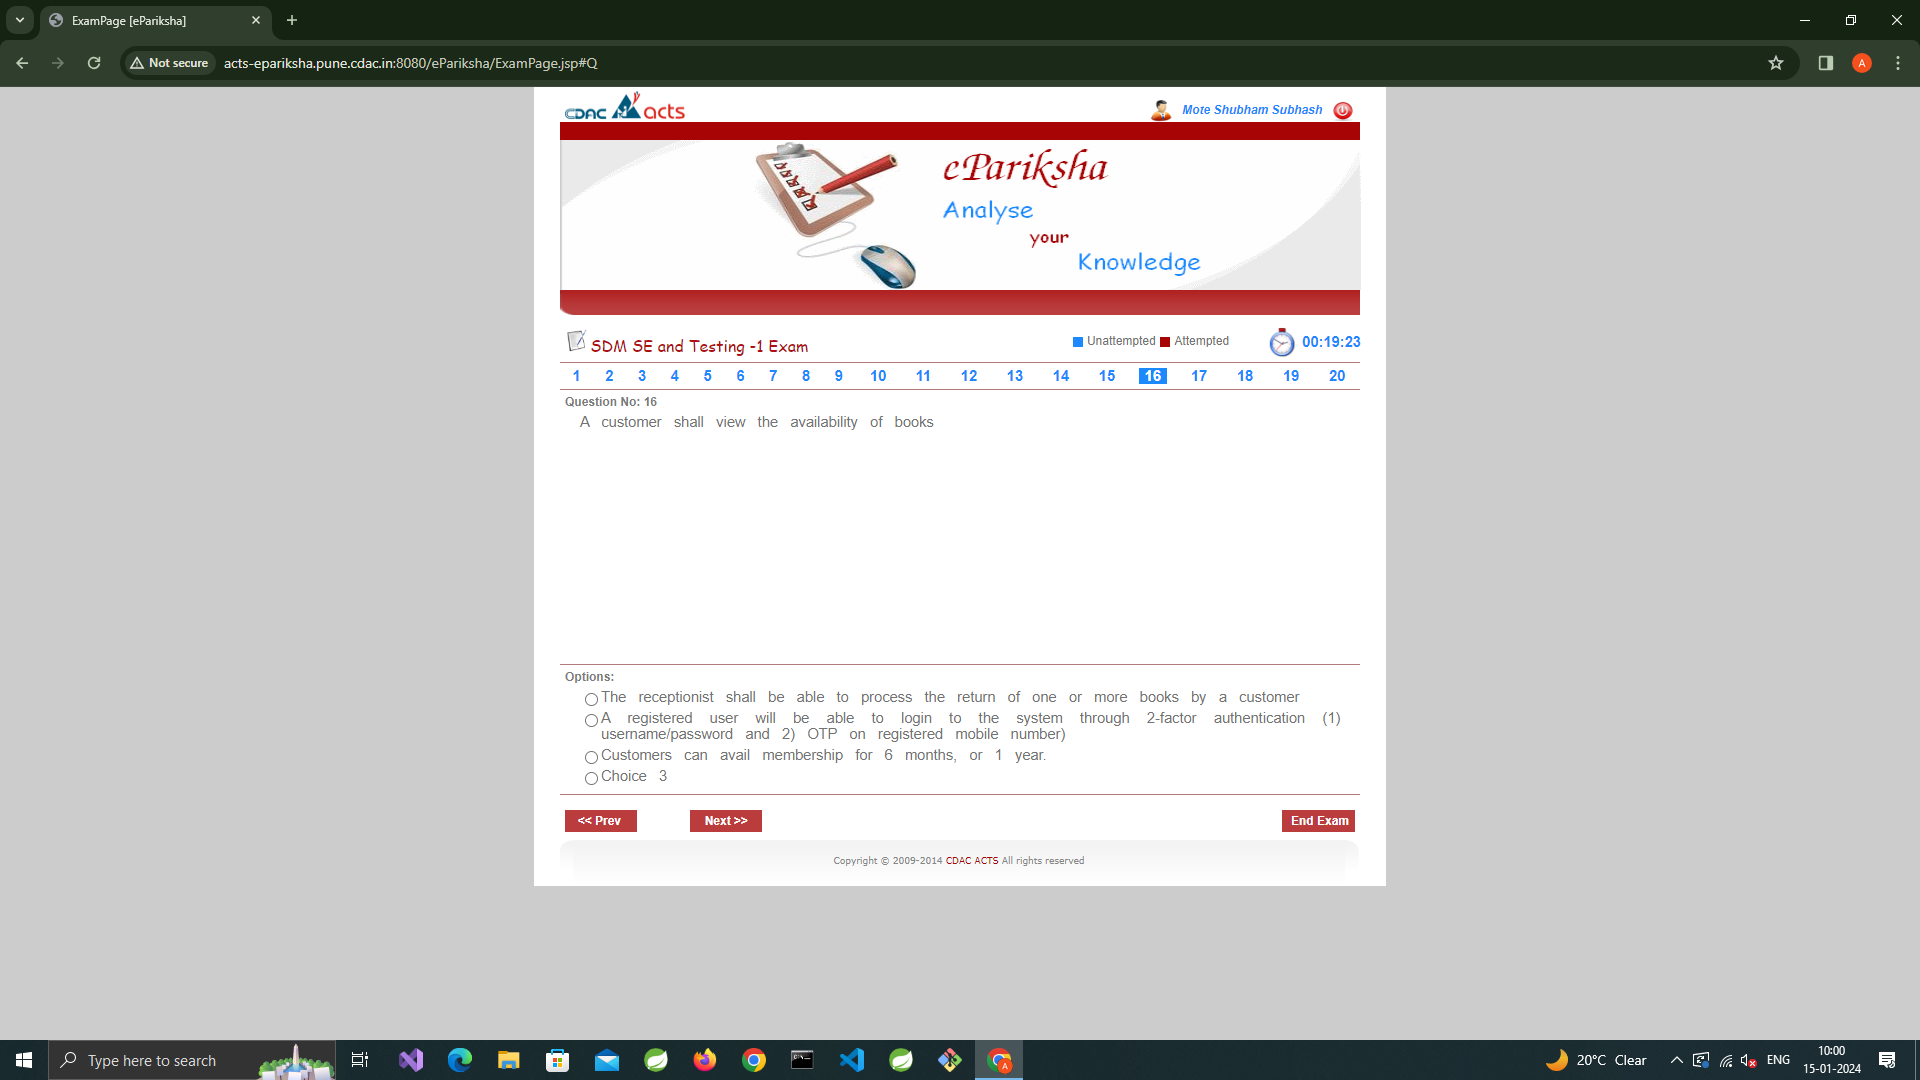 ExamPage [ePariksha]
Not secure
acts-epariksha.pune.cdac.in:8080/ePariksha/ExamPage.jsp#Q
A
CDAC acts
Mote Shubham Subhash
ePariksha
Analyse
your
Knowledge
SDM SE and Testing -1 Exam
Unattempted Attempted
00:19:23
1 2 3 4 5 6 7 8 9 10 11 12 13 14 15 16 17 18 19 20
Question No: 16
A customer shall view the availability of books
Options:
The receptionist shall be able to process the return of one or more books by a customer
A registered user will be able to login to the system through 2-factor authentication (1)
username/password and 2) OTP on registered mobile number)
Customers can avail membership for 6 months, or 1 year.
Choice 3
<< Prev
Next >>
End Exam
Copyright © 2009-2014 CDAC ACTS All rights reserved
Type here to search
20°C Clear
ENG
10:00
15-01-2024